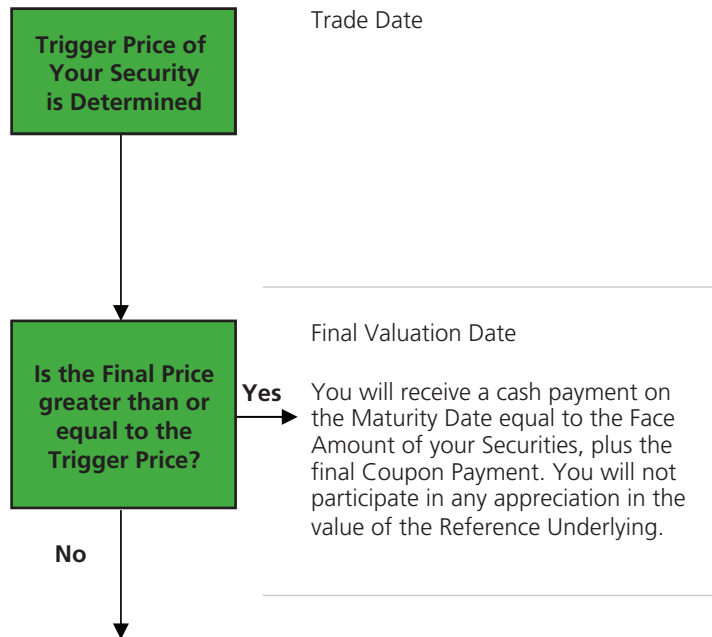 Trigger Price of
Your Security
is Determined
Trade Date
Is the Final Price
greater than or
equal to the
Trigger Price?
Yes
Final Valuation Date
You will receive a cash payment on
the Maturity Date equal to the Face
Amount of your Securities, plus the
final Coupon Payment. You will not
participate in any appreciation in the
value of the Reference Underlying.
No